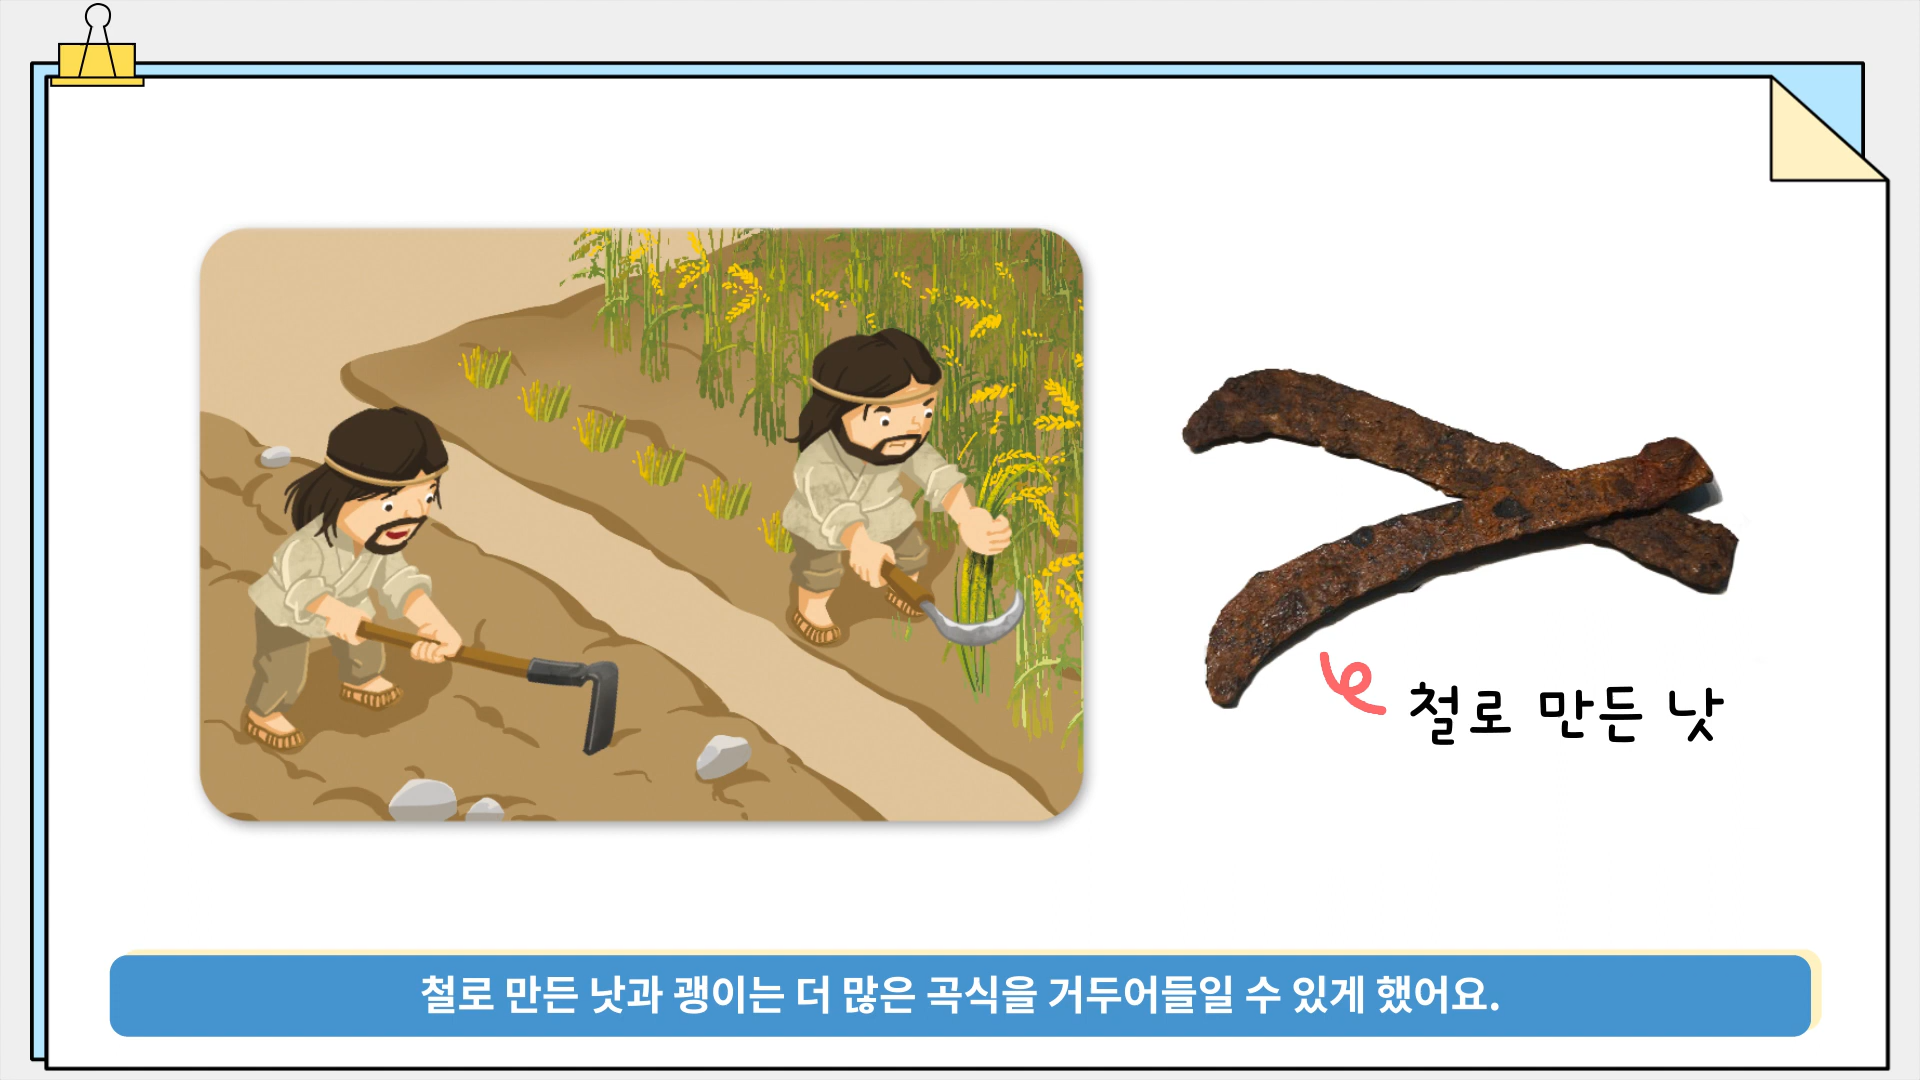 철로 만든 낫
철로 만든 낫과 괭이는 더 많은 곡식을 거두어들일 수 있게 했어요.